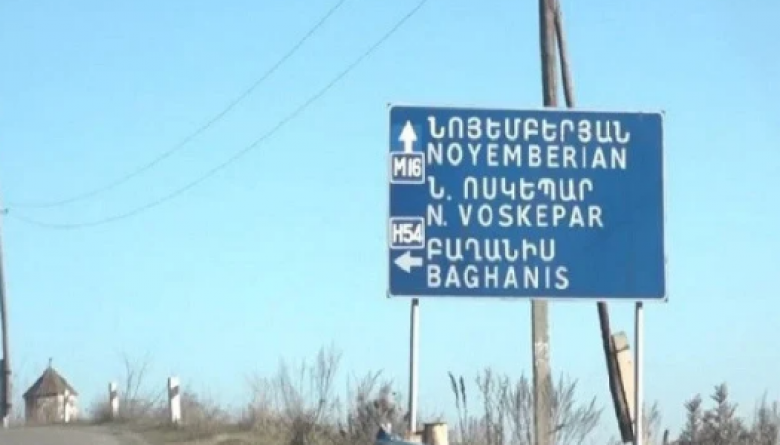 ՆՈՅԵՄԲԵՐՅԱՆ
M16 NOYEMBERIAN
Ն. ՈՍԿԵՊԱՐ
N. VOSKEPAR
H54 ԲԱՂԱՆԻՍ
BAGHANIS